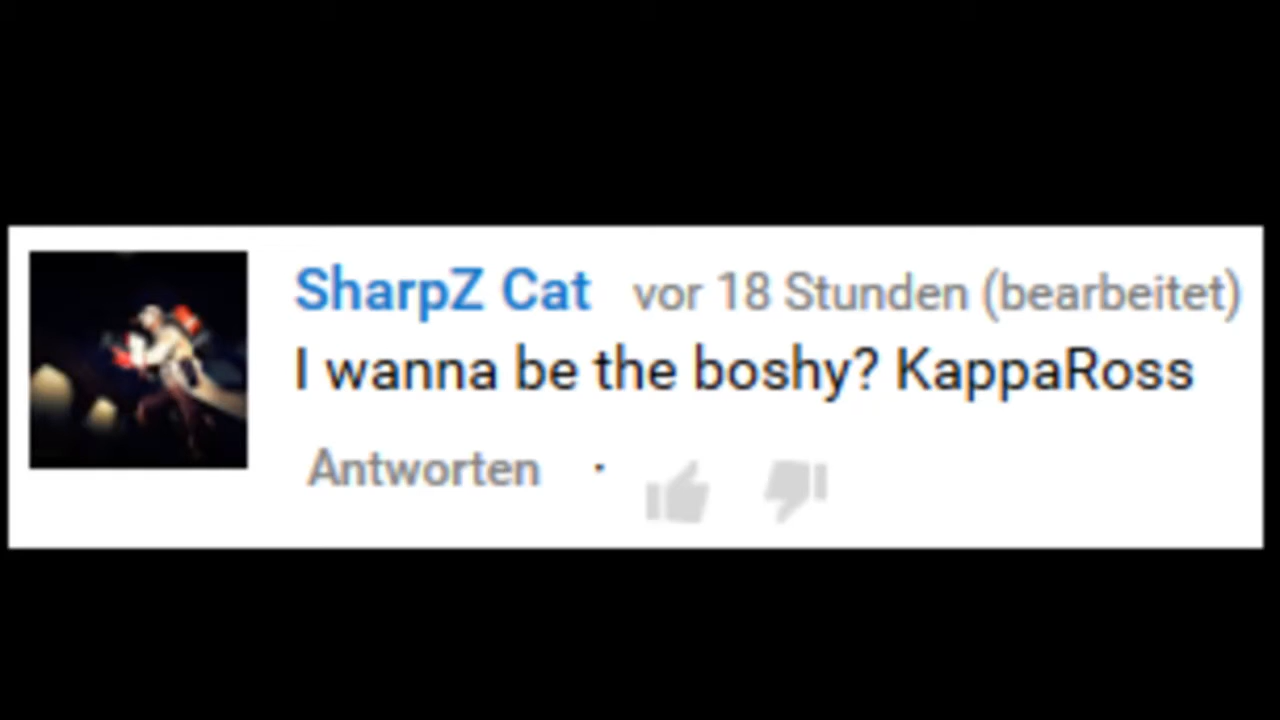 SharpZ Cat vor 18 Stunden (bearbeitet)
I wanna be the boshy? KappaRoss
Antworten ·